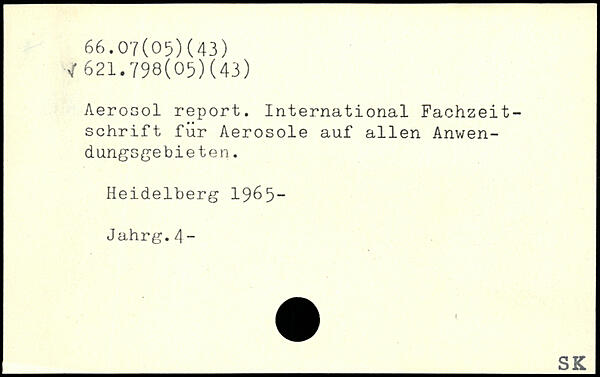 66.07(05)(43)
√ 621.798(05)(43)
Aerosol report. International Fachzeit-
schrift für Aerosole auf allen Anwen-
dungsgebieten.
Heidelberg 1965-
Jahrg.4-
SK